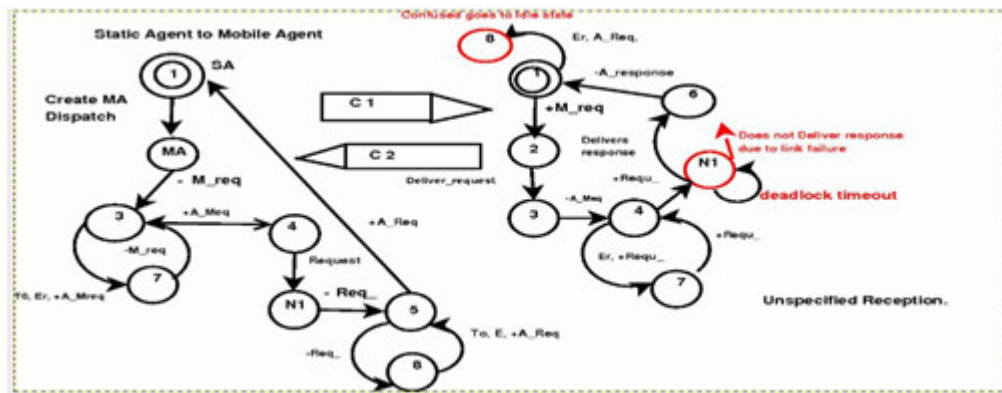 Confused goes to Idle state
Static Agent to Mobile Agent
1
SA
Create MA
Dispatch
MA
- M_req
3
+A_Meq
4
-M_req
7
T0, Er, +A_Mreq
Request
N1
- Req_
5
+A_Req
-Req_
8
To, E, +A_Req
C 1
C 2
Deliver_request
8
Er, A_Req,
1
-A_response
6
+M_req
2
Delivers
response
3
-A_Meq
4
+Requ_
N1
Does not Deliver response
due to link failure
deadlock timeout
Er, +Requ_
+Requ_
7
Unspecified Reception.